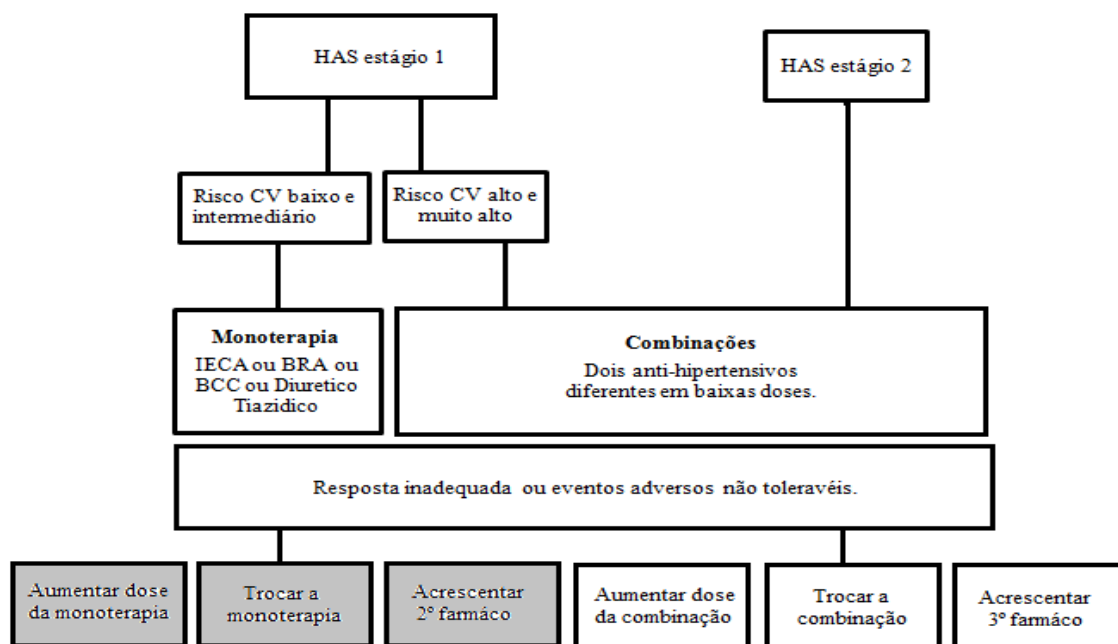 HAS estágio 1
HAS estágio 2
Risco CV baixo e
intermediário
Risco CV alto e
muito alto
Monoterapia
IECA ou BRA ou
BCC ou Diuretico
Tiazidico
Combinações
Dois anti-hipertensivos
diferentes em baixas doses.
Resposta inadequada ou eventos adversos não toleravéis.
Aumentar dose
da monoterapia
Trocar a
monoterapia
Acrescentar
2º farmáco
Aumentar dose
da combinação
Trocar a
combinação
Acrescentar
3º farmáco